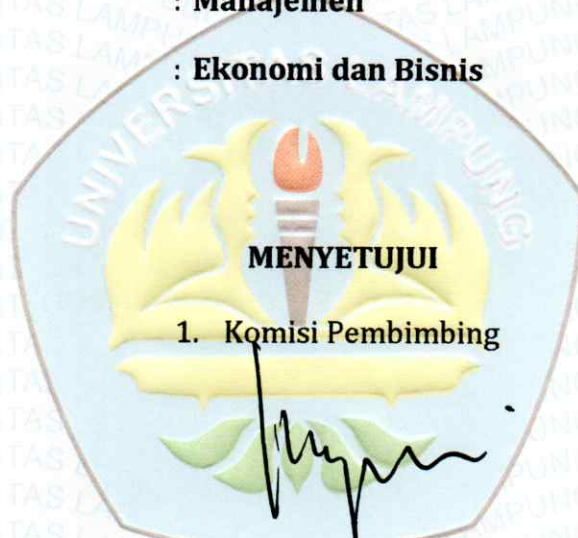 : Manajemen
: Ekonomi dan Bisnis
UNIVERSITAS LAMPUNG
MENYETUJUI
1. Komisi Pembimbing